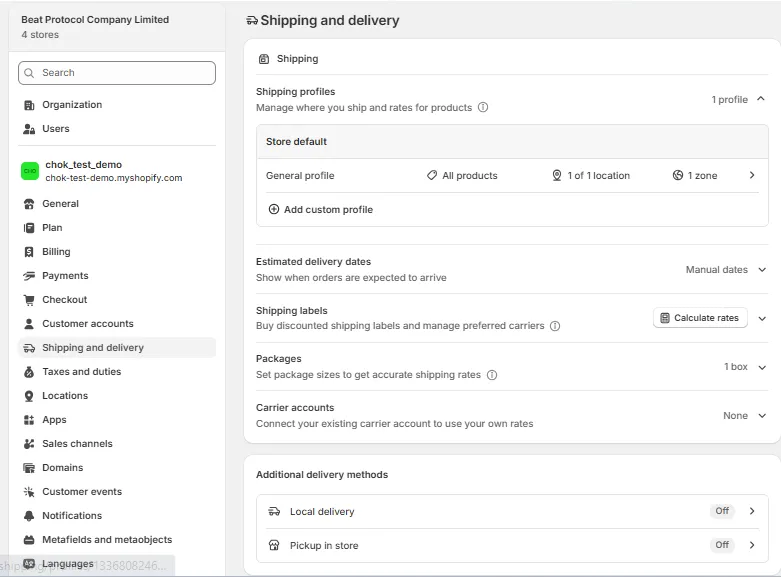 Beat Protocol Company Limited
4 stores
Search
Organization
Users
CHO
chok_test_demo
chok-test-demo.myshopify.com
General
Plan
Billing
Payments
Checkout
Customer accounts
Shipping and delivery
Taxes and duties
Locations
Apps
Sales channels
Domains
Customer events
Notifications
Metafields and metaobjects
Languages
Shipping and delivery
Shipping
Shipping profiles
Manage where you ship and rates for products
1 profile
Store default
General profile All products 1 of 1 location 1 zone
Add custom profile
Estimated delivery dates
Show when orders are expected to arrive
Manual dates
Shipping labels
Buy discounted shipping labels and manage preferred carriers
Calculate rates
Packages
Set package sizes to get accurate shipping rates
1 box
Carrier accounts
Connect your existing carrier account to use your own rates
None
Additional delivery methods
Local delivery Off
Pickup in store Off